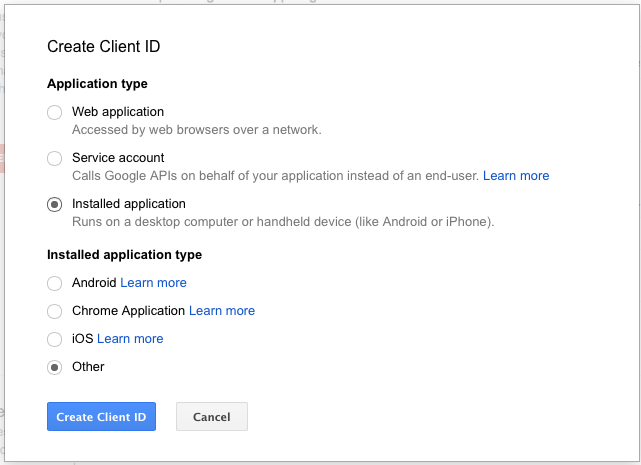 Create Client ID
Application type
Web application
Accessed by web browsers over a network.
Service account
Calls Google APIs on behalf of your application instead of an end-user. Learn more
Installed application
Runs on a desktop computer or handheld device (like Android or iPhone).
Installed application type
Android Learn more
Chrome Application Learn more
iOS Learn more
Other
Create Client ID Cancel